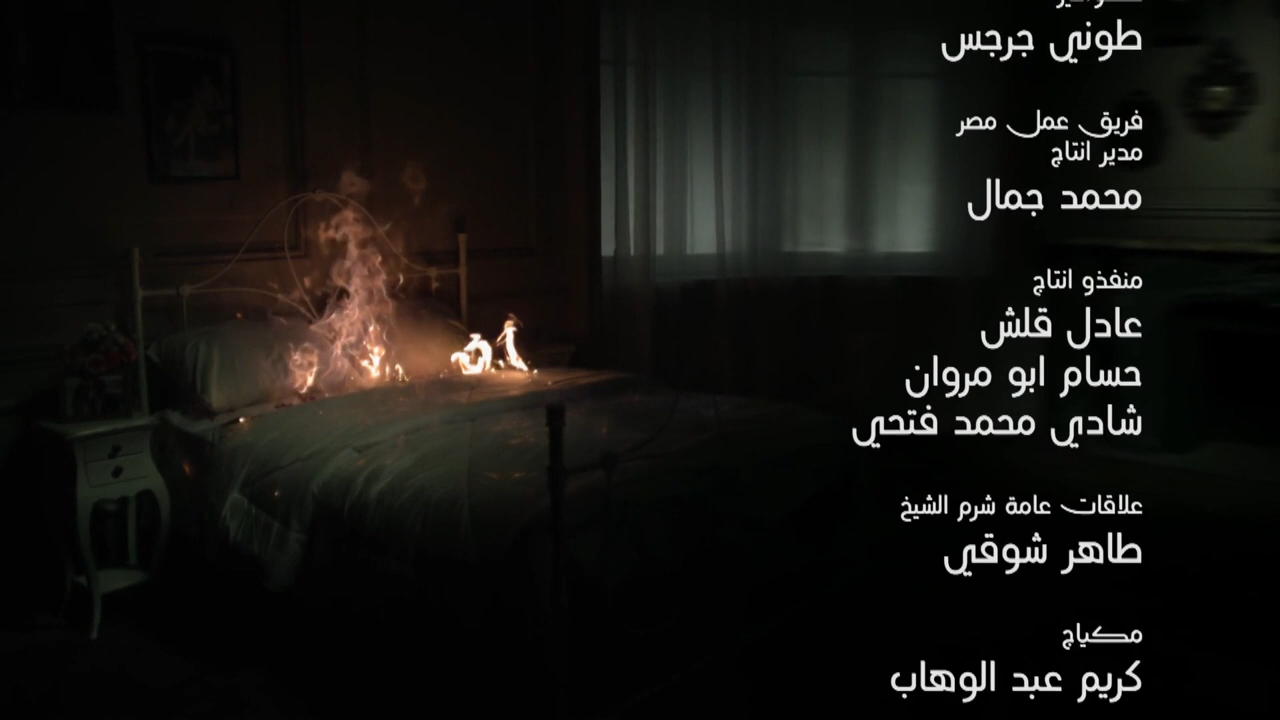 طوني جرجس
فريق عمل مصر
مدير انتاج
محمد جمال
منفذو انتاج
عادل قلش
حسام ابو مروان
شادي محمد فتحي
علاقات عامة شرم الشيخ
طاهر شوقي
مكياج
كريم عبد الوهاب